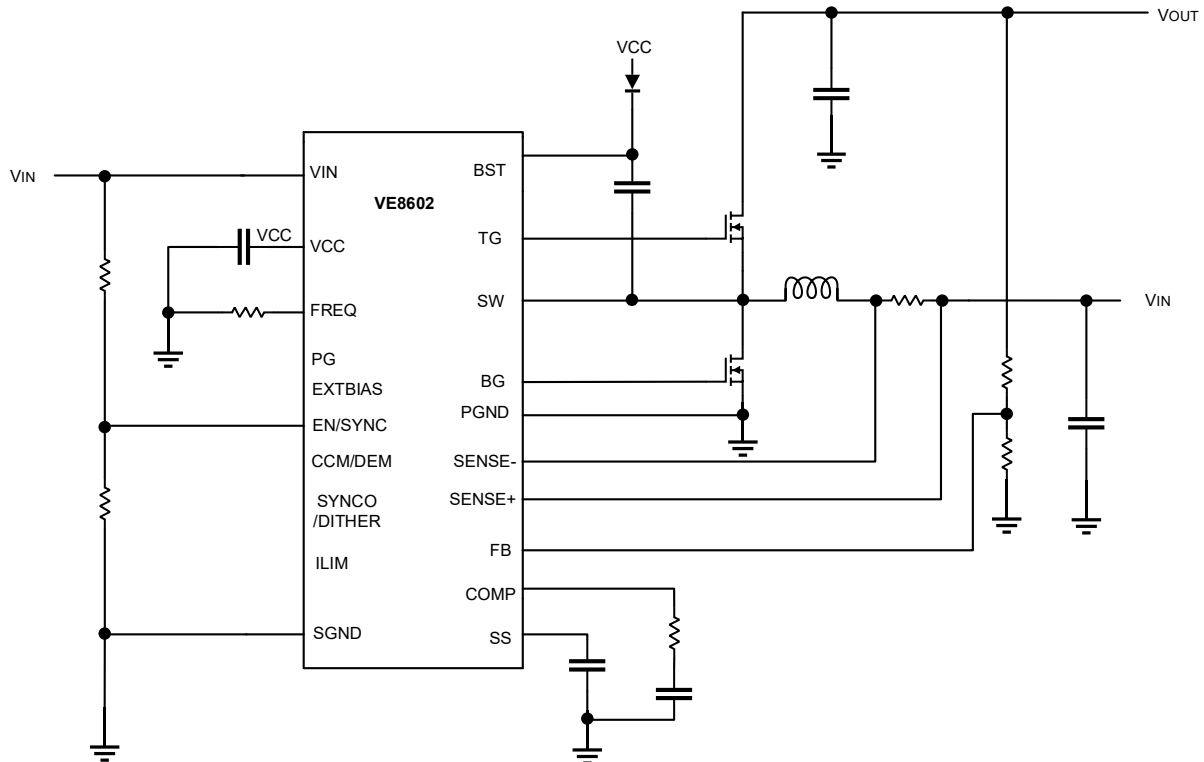 VOUT
VCC
VIN
VIN
BST
VE8602
VCC
VCC
TG
FREQ
SW
VIN
PG
EXTBIAS
BG
EN/SYNC
PGND
CCM/DEM
SENSE-
SYNCO
/DITHER
SENSE+
ILIM
FB
COMP
SGND
SS